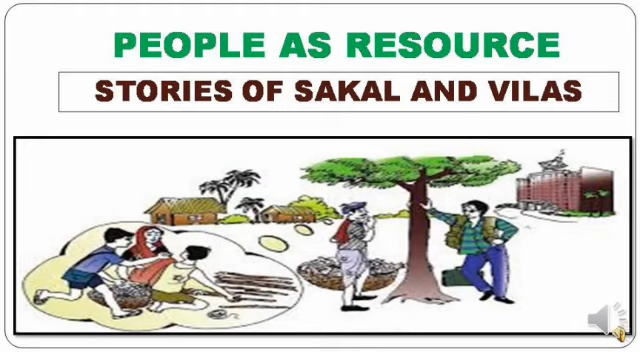 PEOPLE AS RESOURCE
STORIES OF SAKAL AND VILAS